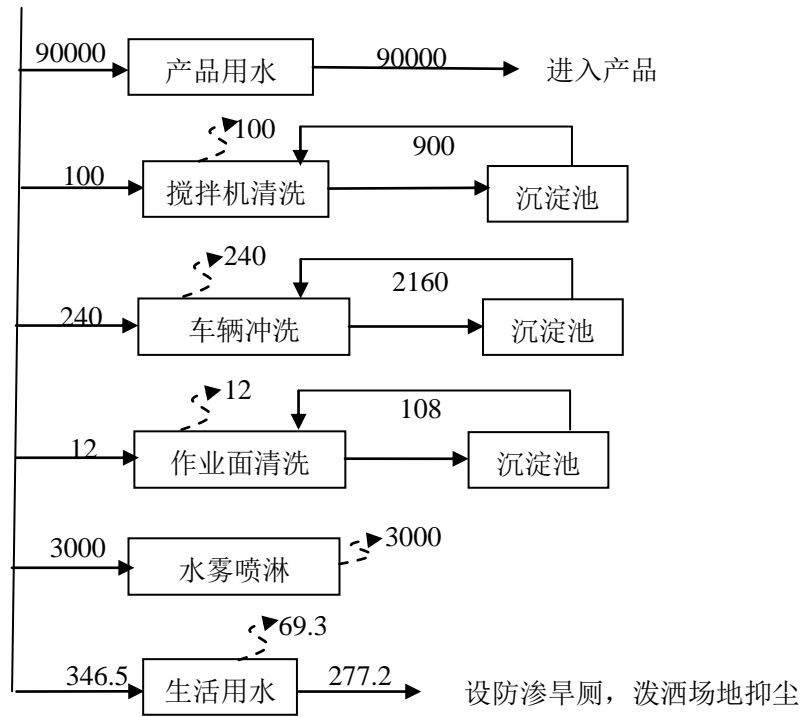 90000
产品用水
90000
进入产品
100
900
100
搅拌机清洗
沉淀池
240
2160
240
车辆冲洗
沉淀池
12
108
12
作业面清洗
沉淀池
3000
水雾喷淋
3000
69.3
346.5
生活用水
277.2
设防渗旱厕，泼洒场地抑尘